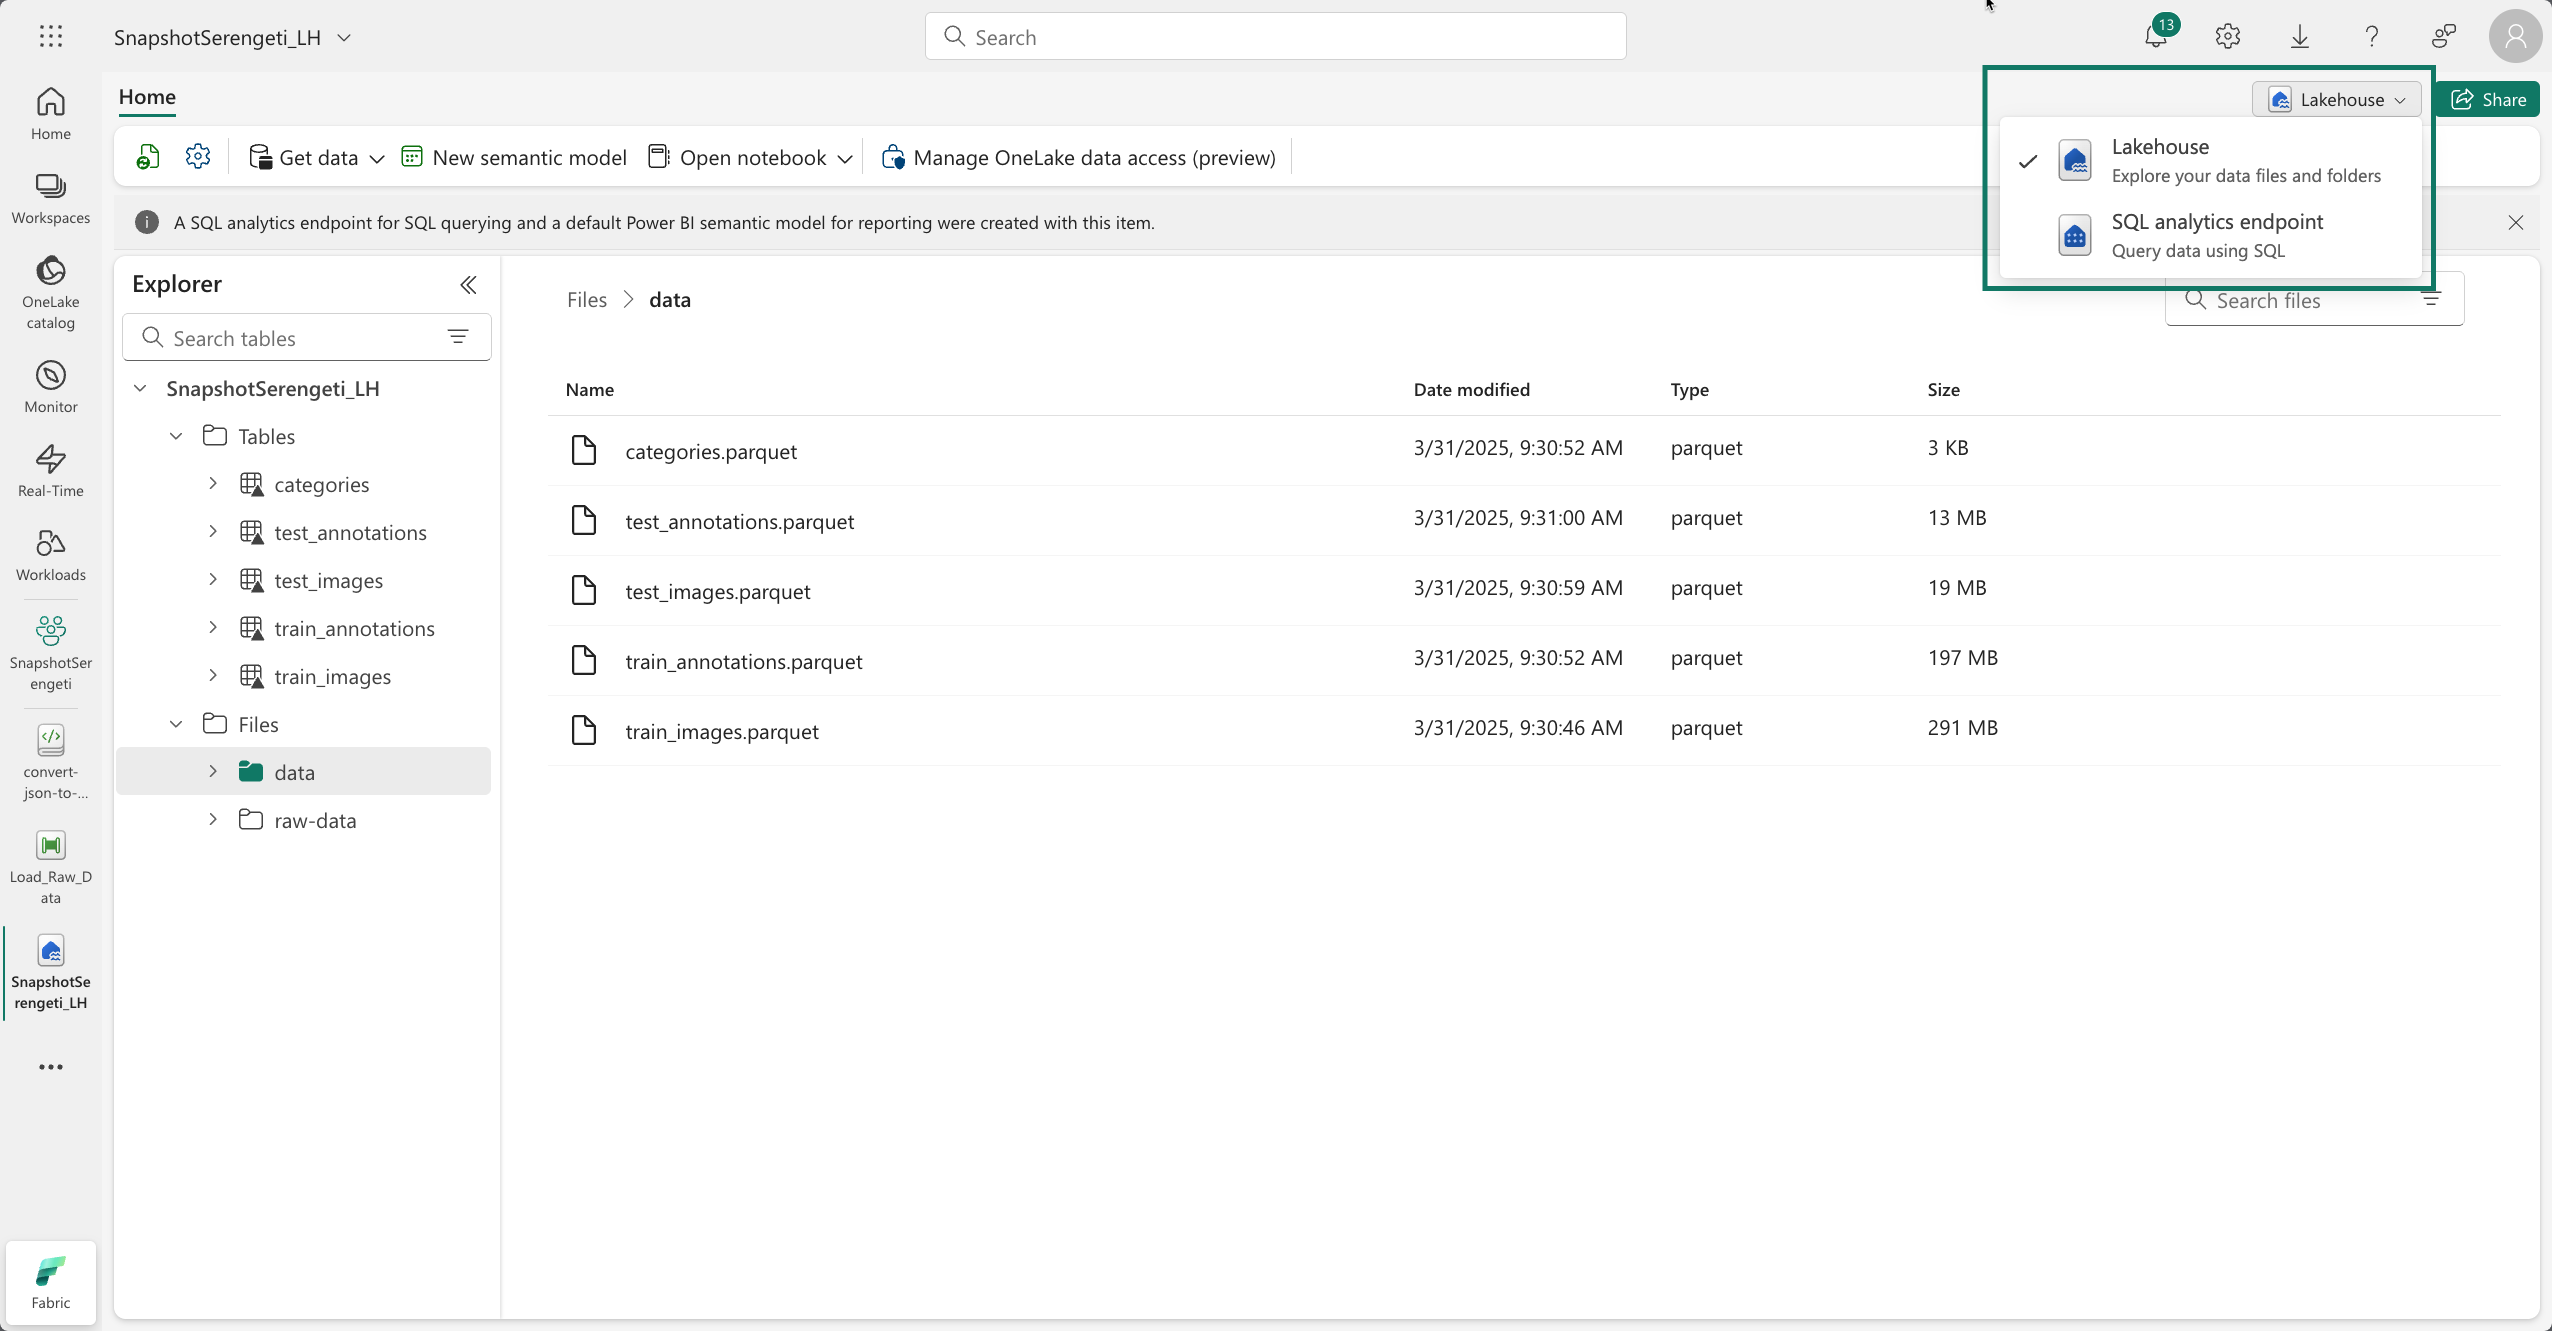 SnapshotSerengeti_LH
Search
13
Home
Workspaces
OneLake
catalog
Monitor
Real-Time
Workloads
SnapshotSer
engeti
convert-
json-to-...
Load_Raw_D
ata
SnapshotSe
rengeti_LH
Fabric
Home
Lakehouse
Share
Get data
New semantic model
Open notebook
Manage OneLake data access (preview)
Lakehouse
Explore your data files and folders
SQL analytics endpoint
Query data using SQL
A SQL analytics endpoint for SQL querying and a default Power BI semantic model for reporting were created with this item.
Explorer
Search tables
SnapshotSerengeti_LH
Tables
categories
test_annotations
test_images
train_annotations
train_images
Files
data
raw-data
Files > data
Search files
Name Date modified Type Size
categories.parquet 3/31/2025, 9:30:52 AM parquet 3 KB
test_annotations.parquet 3/31/2025, 9:31:00 AM parquet 13 MB
test_images.parquet 3/31/2025, 9:30:59 AM parquet 19 MB
train_annotations.parquet 3/31/2025, 9:30:52 AM parquet 197 MB
train_images.parquet 3/31/2025, 9:30:46 AM parquet 291 MB